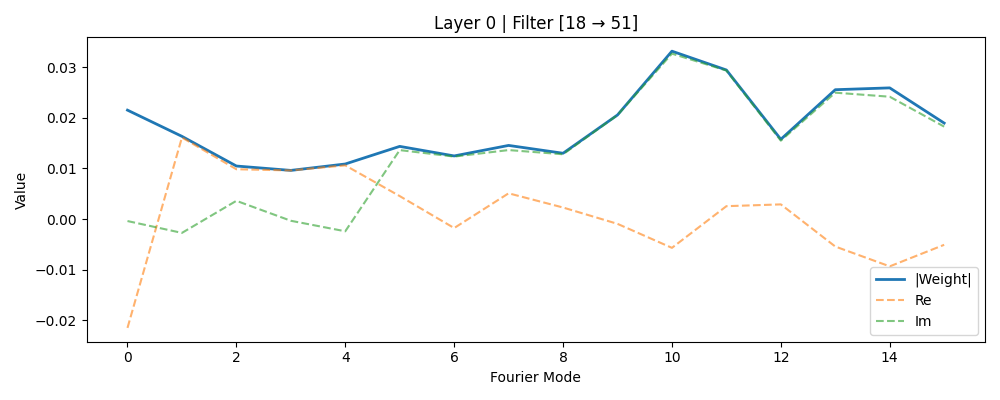 Layer 0 | Filter [18 → 51]
Value
0.03
0.02
0.01
0.00
−0.01
−0.02
|Weight|
Re
Im
0 2 4 6 8 10 12 14
Fourier Mode